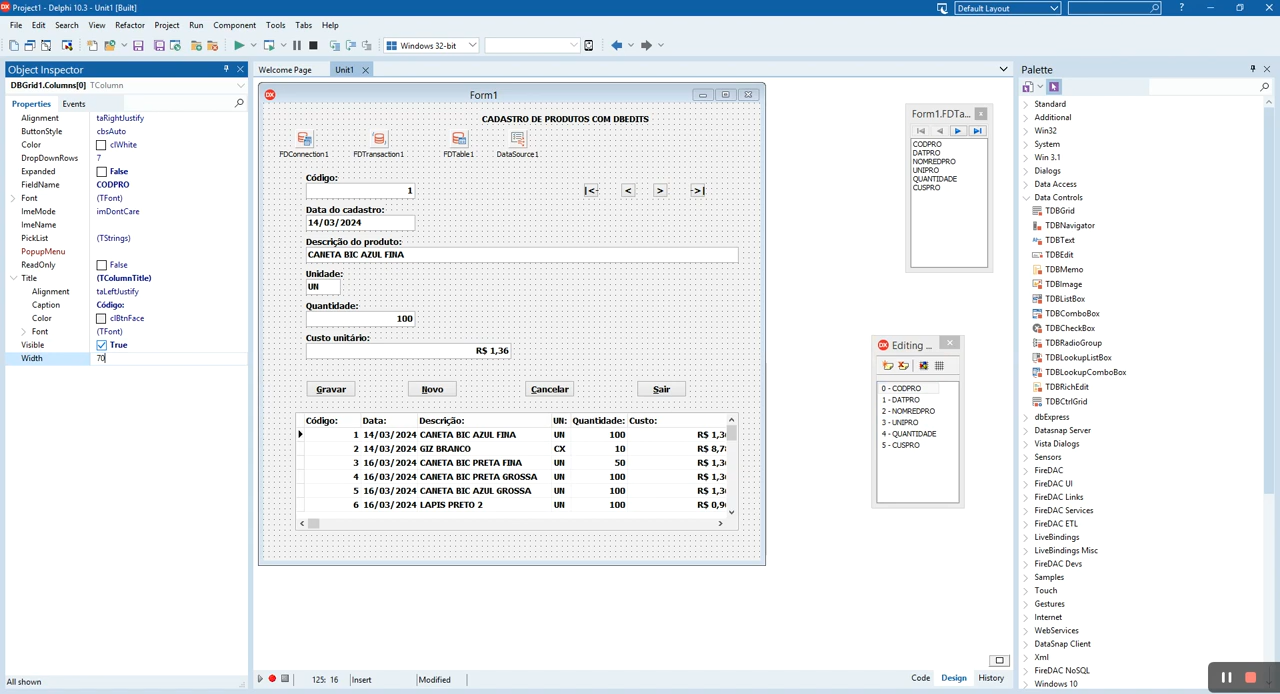 Project1 - Delphi 10.3 - Unit1 [Built]
Default Layout
File Edit Search View Refactor Project Run Component Tools Tabs Help
Windows 32-bit
Object Inspector
DBGrid1.Columns[0] TColumn
Properties Events
Alignment taRightJustify
ButtonStyle cbsAuto
Color clWhite
DropDownRows 7
Expanded False
FieldName CODPRO
Font (TFont)
ImeMode imDontCare
ImeName
PickList (TStrings)
PopupMenu
ReadOnly False
Title (TColumnTitle)
Alignment taLeftJustify
Caption Código:
Color clBtnFace
Font (TFont)
Visible True
Width 70
All shown
Welcome Page Unit1
Form1
CADASTRO DE PRODUTOS COM DBEDITS
FDConnection1 FDTransaction1 FDTable1 DataSource1
Código:
1
|<- < > ->|
Data do cadastro:
14/03/2024
Descrição do produto:
CANETA BIC AZUL FINA
Unidade:
UN
Quantidade:
100
Custo unitário:
R$ 1,36
Gravar Novo Cancelar Sair
Código: Data: Descrição: UN: Quantidade: Custo:
1 14/03/2024 CANETA BIC AZUL FINA UN 100 R$ 1,36
2 14/03/2024 GIZ BRANCO CX 10 R$ 8,78
3 16/03/2024 CANETA BIC PRETA FINA UN 50 R$ 1,36
4 16/03/2024 CANETA BIC PRETA GROSSA UN 100 R$ 1,36
5 16/03/2024 CANETA BIC AZUL GROSSA UN 100 R$ 1,36
6 16/03/2024 LAPIS PRETO 2 UN 100 R$ 0,96
Form1.FDTa...
CODPRO
DATPRO
NOMREDPRO
UNIPRO
QUANTIDADE
CUSPRO
Editing ...
0 - CODPRO
1 - DATPRO
2 - NOMREDPRO
3 - UNIPRO
4 - QUANTIDADE
5 - CUSPRO
125: 16 Insert Modified
Code Design History
Palette
Standard
Additional
Win32
System
Win 3.1
Dialogs
Data Access
Data Controls
TDBGrid
TDBNavigator
TDBText
TDBEdit
TDBMemo
TDBImage
TDBListBox
TDBComboBox
TDBCheckBox
TDBRadioGroup
TDBLookupListBox
TDBLookupComboBox
TDBRichEdit
TDBCtrlGrid
dbExpress
Datasnap Server
Vista Dialogs
Sensors
FireDAC
FireDAC UI
FireDAC Links
FireDAC Services
FireDAC ETL
LiveBindings
LiveBindings Misc
FireDac Devs
Samples
Touch
Gestures
Internet
WebServices
DataSnap Client
Xml
FireDAC NoSQL
Windows 10